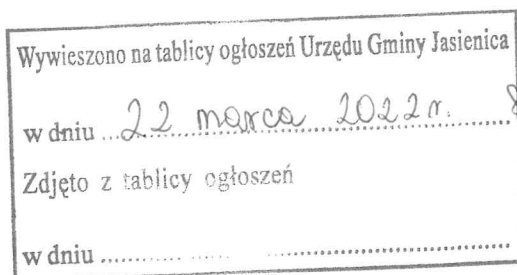 Wywieszono na tablicy ogłoszeń Urzędu Gminy Jasienica
w dniu ... 22 marca 2022 r. ...
Zdjęto z tablicy ogłoszeń
w dniu ...........................................